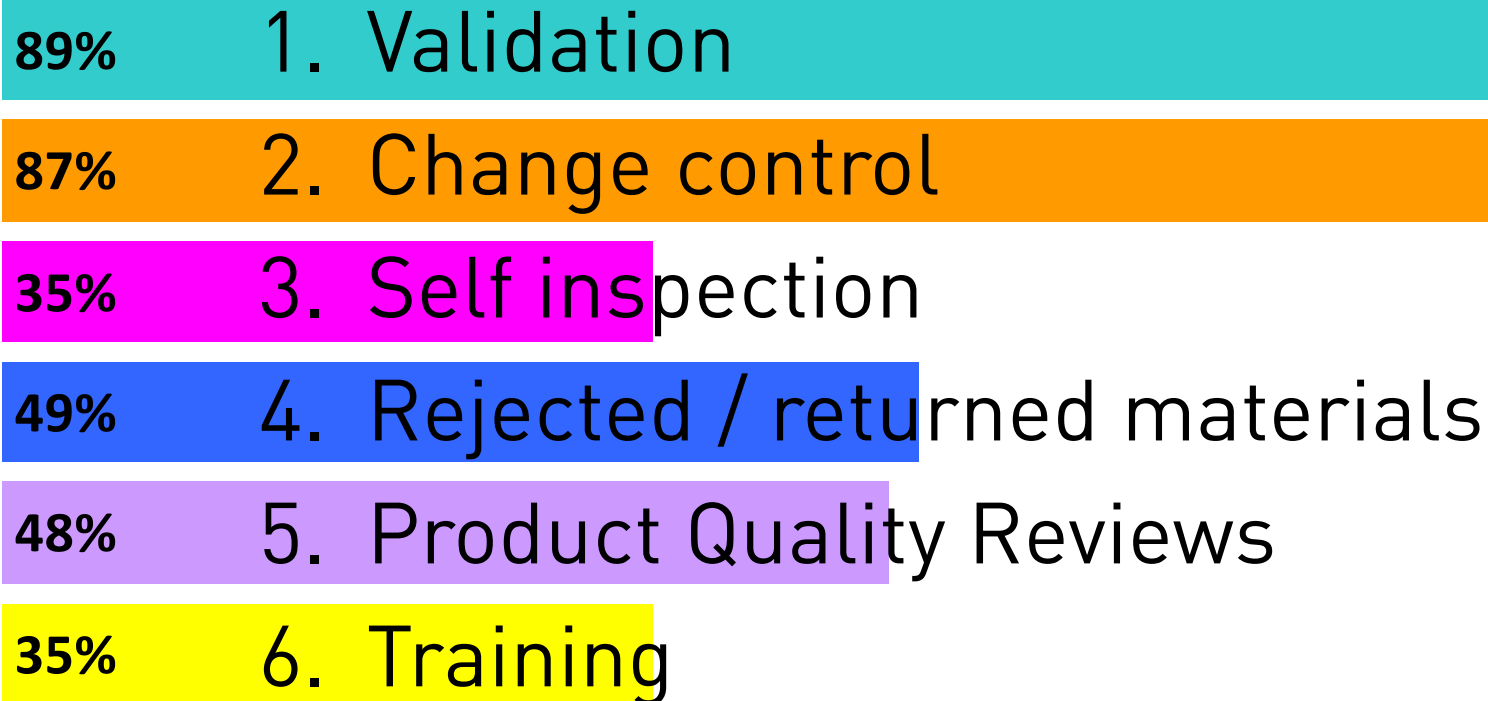 89% 1. Validation
87% 2. Change control
35% 3. Self inspection
49% 4. Rejected / returned materials
48% 5. Product Quality Reviews
35% 6. Training